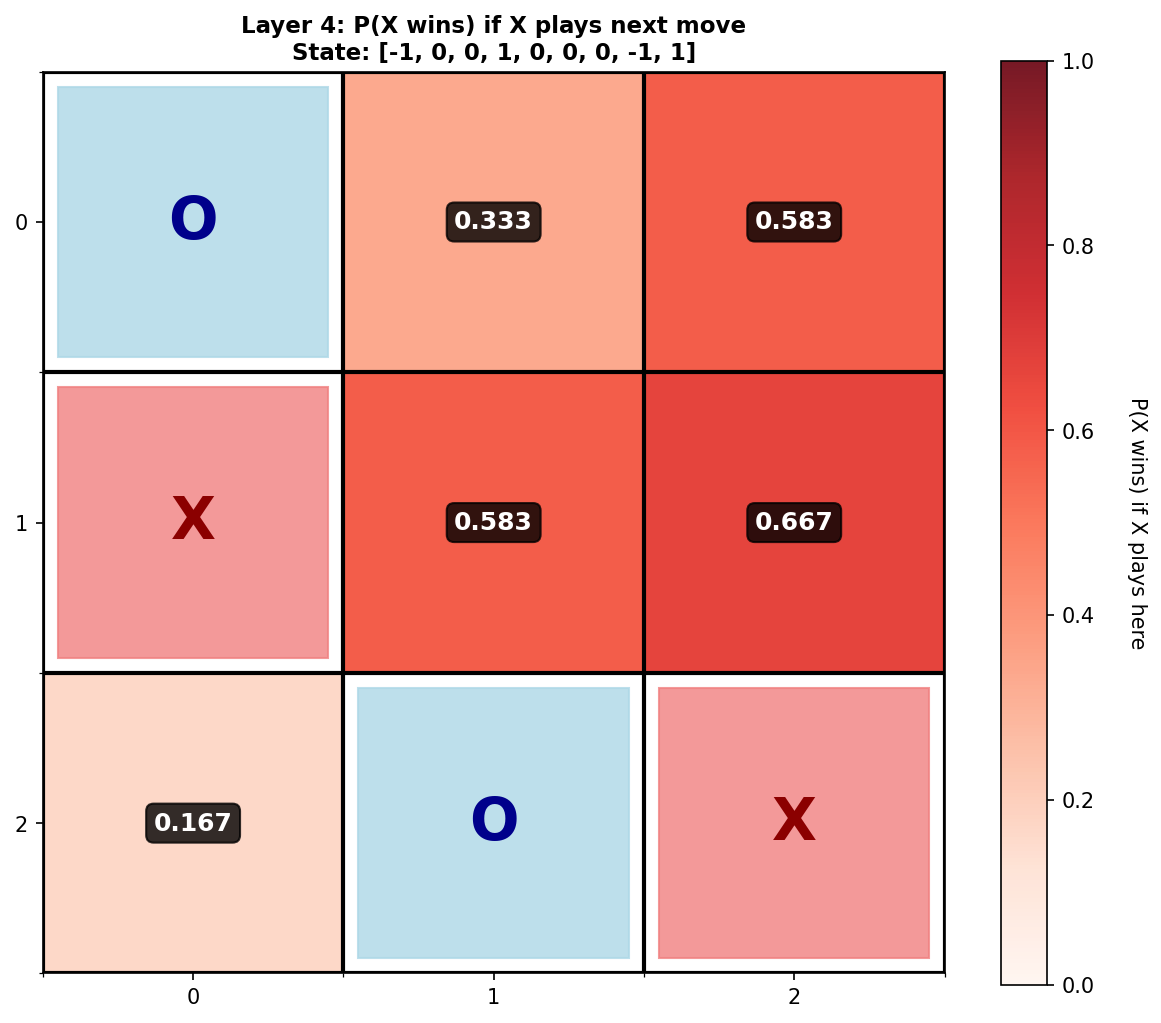 Layer 4: P(X wins) if X plays next move
State: [-1, 0, 0, 1, 0, 0, 0, -1, 1]
0
O
0.333
0.583
1
X
0.583
0.667
2
0.167
O
X
0
1
2
1.0
0.8
0.6
0.4
0.2
0.0
P(X wins) if X plays here